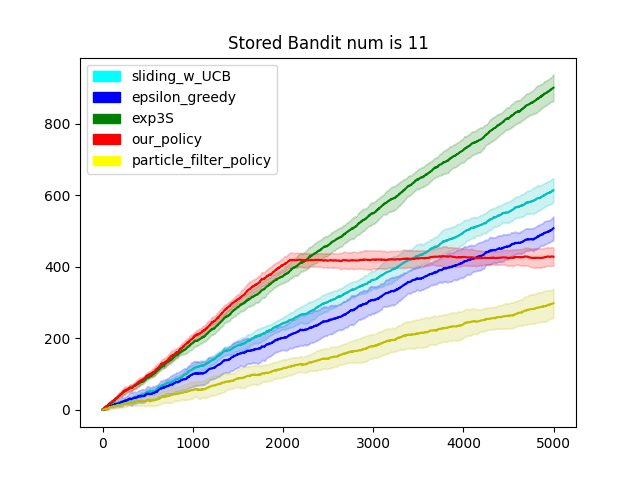 Stored Bandit num is 11
sliding_w_UCB
epsilon_greedy
exp3S
our_policy
particle_filter_policy
800
600
400
200
0
0 1000 2000 3000 4000 5000